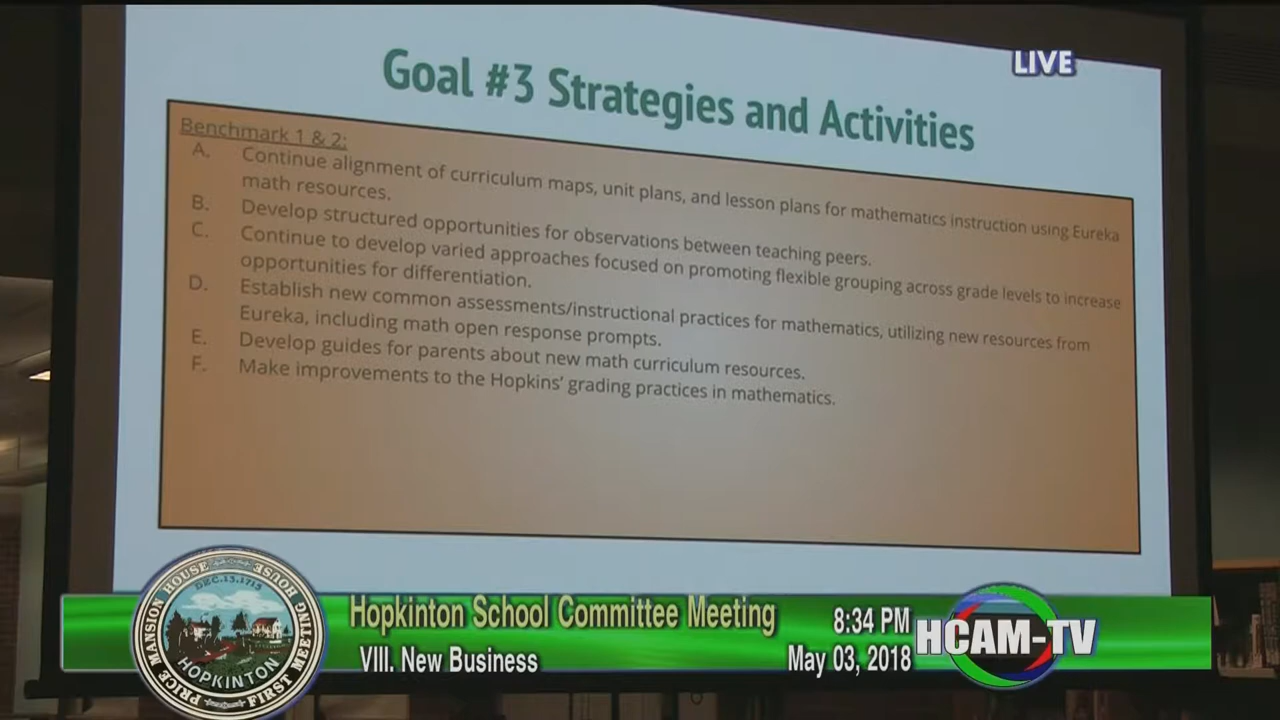 LIVE
Goal #3 Strategies and Activities
Benchmark 1 & 2:
A. Continue alignment of curriculum maps, unit plans, and lesson plans for mathematics instruction using Eureka
math resources.
B. Develop structured opportunities for observations between teaching peers.
C. Continue to develop varied approaches focused on promoting flexible grouping across grade levels to increase
opportunities for differentiation.
D. Establish new common assessments/instructional practices for mathematics, utilizing new resources from
Eureka, including math open response prompts.
E. Develop guides for parents about new math curriculum resources.
F. Make improvements to the Hopkins' grading practices in mathematics.
PRICE MANSION HOUSE HOUSE MEETING FIRST
DEC.13.1715
HOPKINTON
Hopkinton School Committee Meeting
VIII. New Business
8:34 PM
May 03, 2018
HCAM-TV